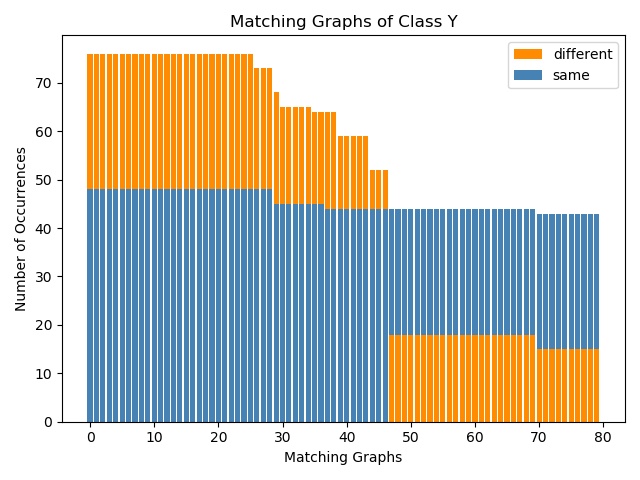 Matching Graphs of Class Y
different
same
Number of Occurrences
70
60
50
40
30
20
10
0
0 10 20 30 40 50 60 70 80
Matching Graphs